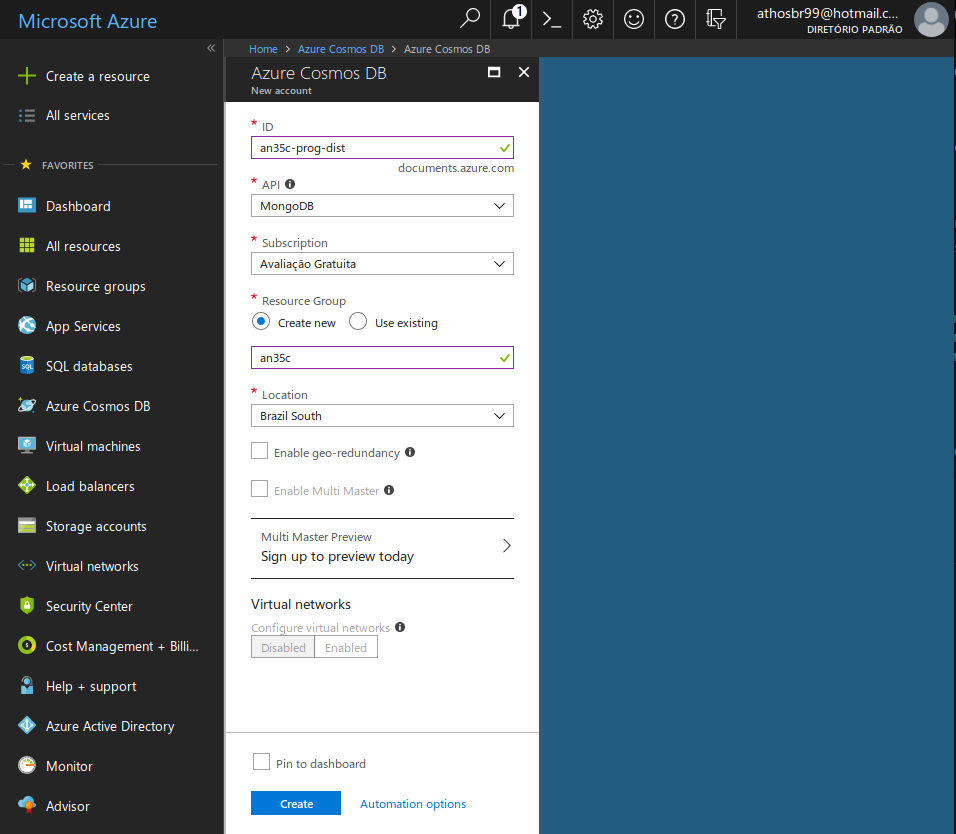 Microsoft Azure
1
athosbr99@hotmail.c...
DIRETÓRIO PADRÃO
«
Home > Azure Cosmos DB > Azure Cosmos DB
Create a resource
All services
FAVORITES
Dashboard
All resources
Resource groups
App Services
SQL databases
Azure Cosmos DB
Virtual machines
Load balancers
Storage accounts
Virtual networks
Security Center
Cost Management + Billi...
Help + support
Azure Active Directory
Monitor
Advisor
Azure Cosmos DB
New account
* ID
an35c-prog-dist
documents.azure.com
* API
MongoDB
* Subscription
Avaliação Gratuita
* Resource Group
Create new Use existing
an35c
* Location
Brazil South
Enable geo-redundancy
Enable Multi Master
Multi Master Preview
Sign up to preview today
Virtual networks
Configure virtual networks
Disabled Enabled
Pin to dashboard
Create Automation options